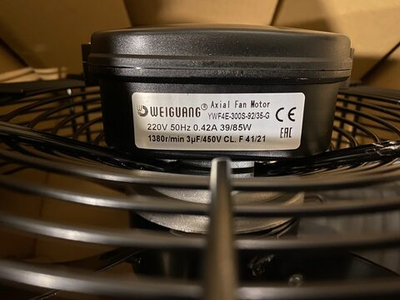 WEIGUANG® Axial Fan Motor
YWF4E-300S-92/35-G CE
220V 50Hz 0.42A 39/85W EAC
1380r/min 3µF/450V CL. F 41/21